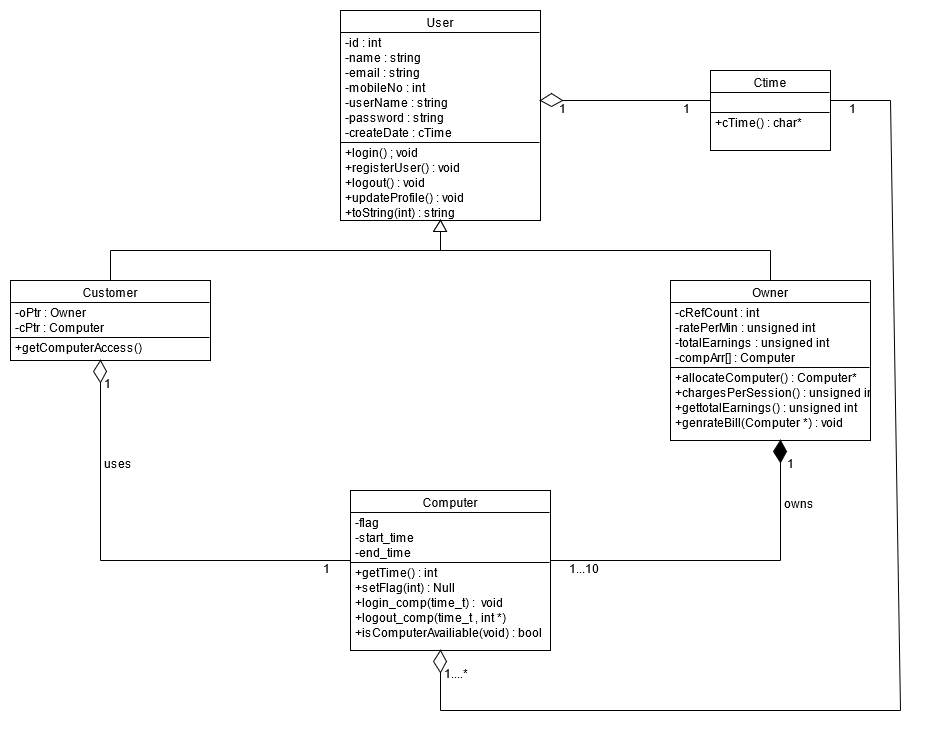 User
-id : int
-name : string
-email : string
-mobileNo : int
-userName : string
-password : string
-createDate : cTime
+login() ; void
+registerUser() : void
+logout() : void
+updateProfile() : void
+toString(int) : string
1
1
Ctime
+cTime() : char*
1
Customer
-oPtr : Owner
-cPtr : Computer
+getComputerAccess()
1
uses
1
Owner
-cRefCount : int
-ratePerMin : unsigned int
-totalEarnings : unsigned int
-compArr[] : Computer
+allocateComputer() : Computer*
+chargesPerSession() : unsigned in
+gettotalEarnings() : unsigned int
+genrateBill(Computer *) : void
1
owns
1...10
Computer
-flag
-start_time
-end_time
+getTime() : int
+setFlag(int) : Null
+login_comp(time_t) : void
+logout_comp(time_t , int *)
+isComputerAvailiable(void) : bool
1....*